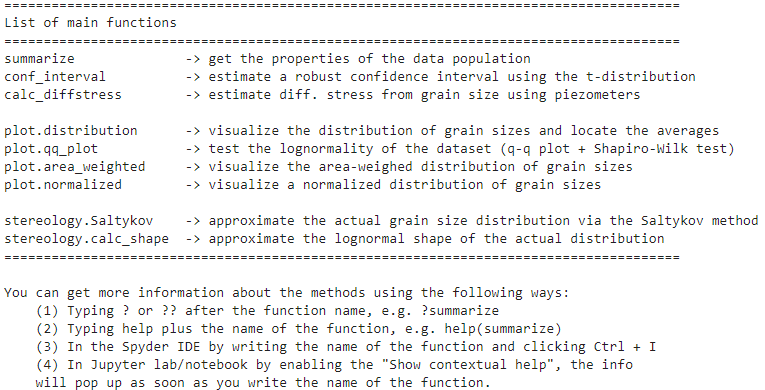 ======================================================================================
List of main functions
======================================================================================
summarize              -> get the properties of the data population
conf_interval          -> estimate a robust confidence interval using the t-distribution
calc_diffstress        -> estimate diff. stress from grain size using piezometers

plot.distribution      -> visualize the distribution of grain sizes and locate the averages
plot.qq_plot           -> test the lognormality of the dataset (q-q plot + Shapiro-Wilk test)
plot.area_weighted     -> visualize the area-weighed distribution of grain sizes
plot.normalized        -> visualize a normalized distribution of grain sizes

stereology.Saltykov    -> approximate the actual grain size distribution via the Saltykov method
stereology.calc_shape  -> approximate the lognormal shape of the actual distribution
======================================================================================

You can get more information about the methods using the following ways:
    (1) Typing ? or ?? after the function name, e.g. ?summarize
    (2) Typing help plus the name of the function, e.g. help(summarize)
    (3) In the Spyder IDE by writing the name of the function and clicking Ctrl + I
    (4) In Jupyter lab/notebook by enabling the "Show contextual help", the info
    will pop up as soon as you write the name of the function.